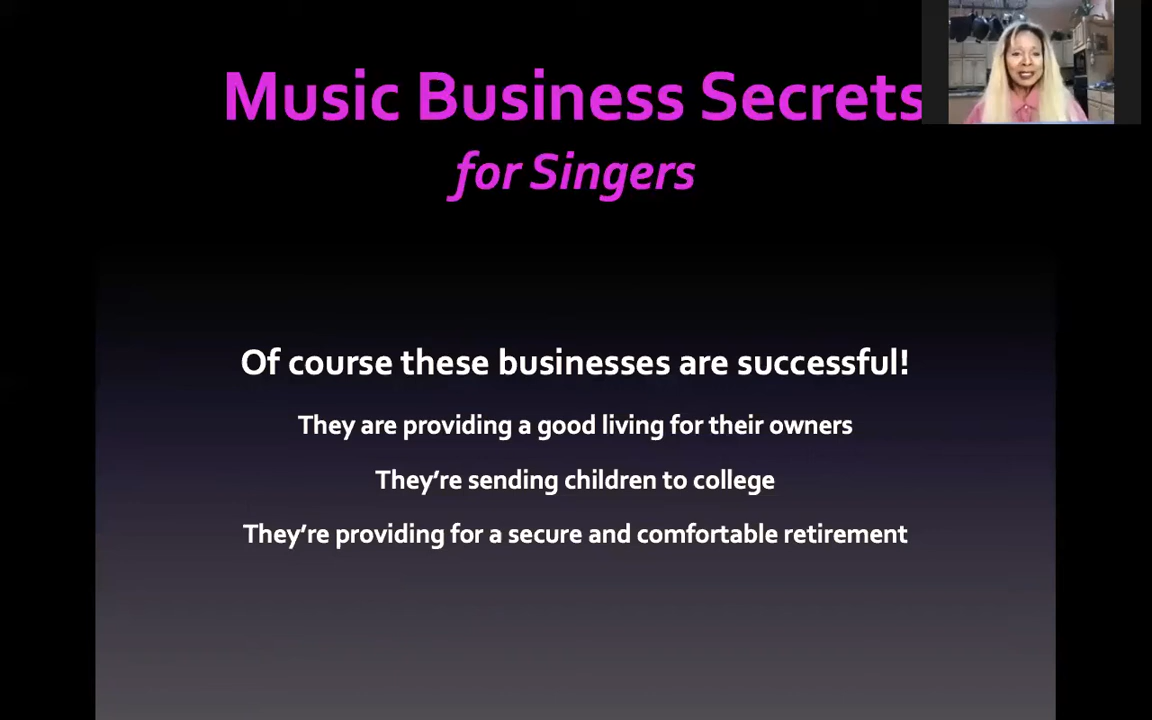 Music Business Secrets
for Singers
Of course these businesses are successful!
They are providing a good living for their owners
They're sending children to college
They're providing for a secure and comfortable retirement